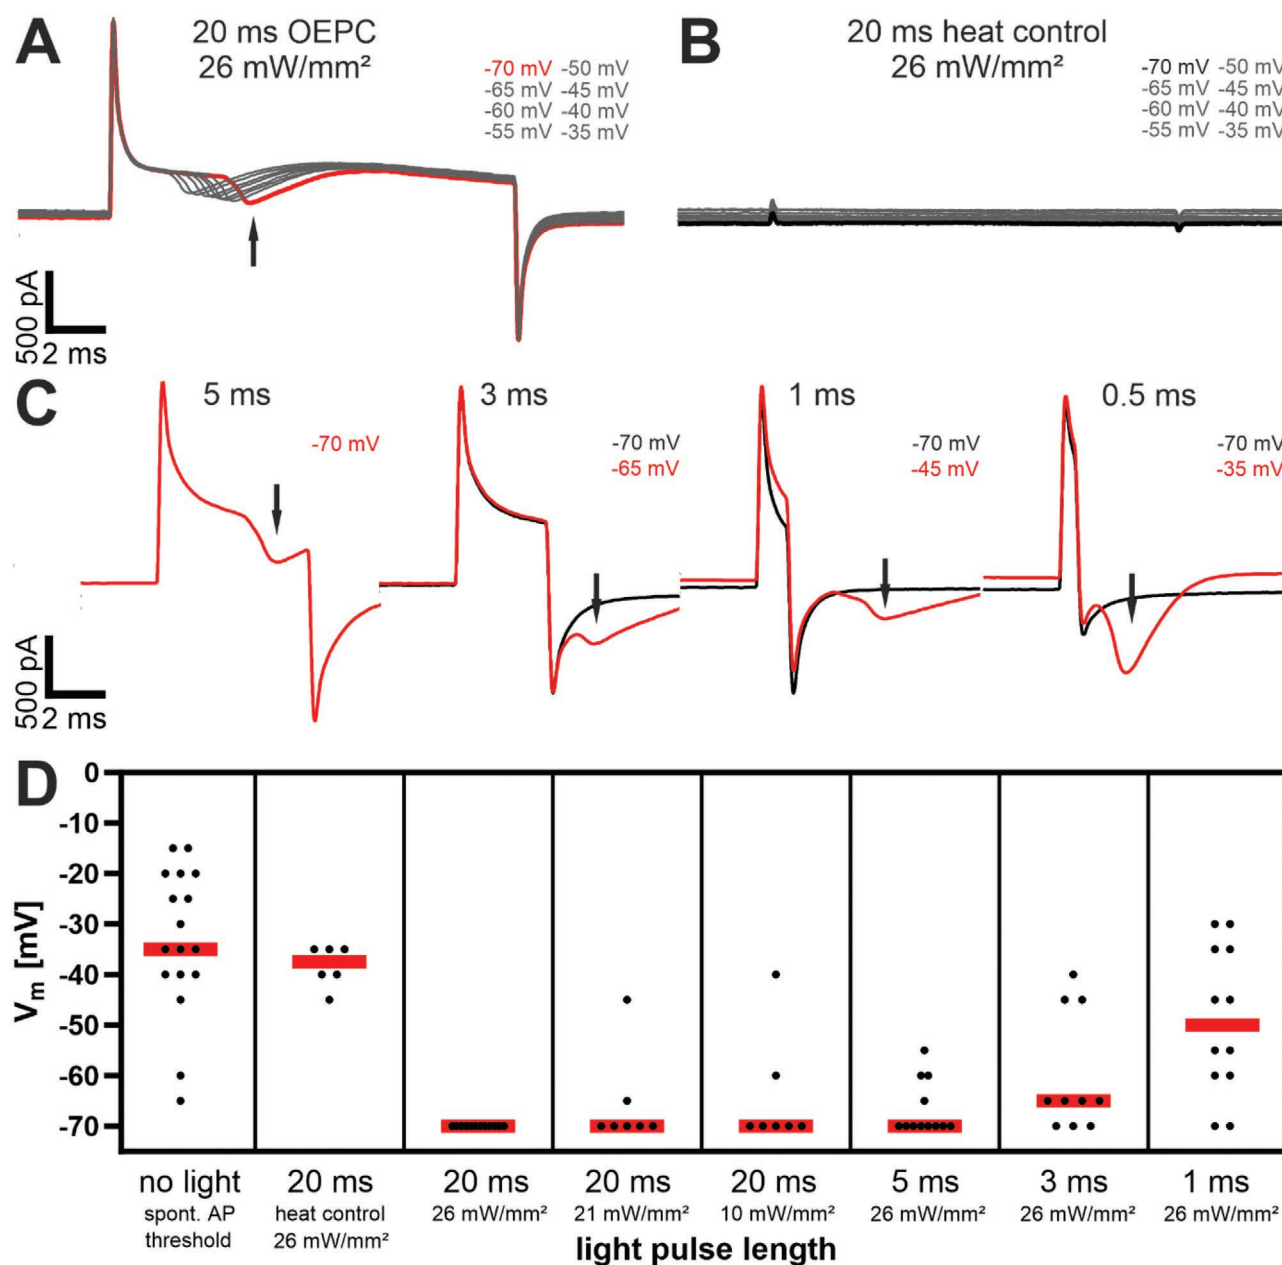 A
20 ms OEPC
26 mW/mm²
-70 mV -50 mV
-65 mV -45 mV
-60 mV -40 mV
-55 mV -35 mV
500 pA
2 ms
B
20 ms heat control
26 mW/mm²
-70 mV -50 mV
-65 mV -45 mV
-60 mV -40 mV
-55 mV -35 mV
C
5 ms
-70 mV
3 ms
-70 mV
-65 mV
1 ms
-70 mV
-45 mV
0.5 ms
-70 mV
-35 mV
500 pA
2 ms
D
Vm [mV]
0
-10
-20
-30
-40
-50
-60
-70
no light
spont. AP
threshold
20 ms
heat control
26 mW/mm²
20 ms
26 mW/mm²
20 ms
21 mW/mm²
20 ms
10 mW/mm²
5 ms
26 mW/mm²
3 ms
26 mW/mm²
1 ms
26 mW/mm²
light pulse length